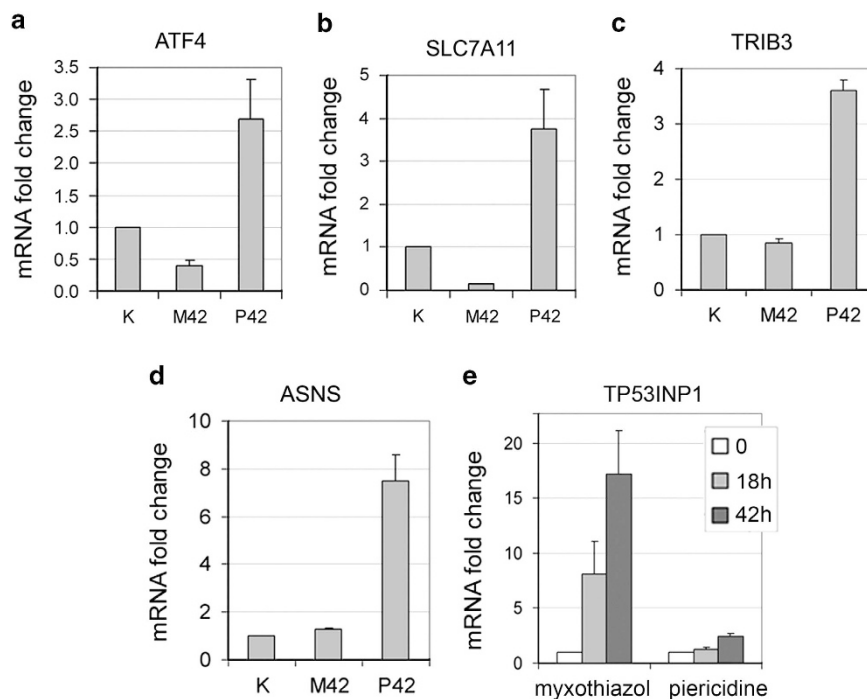 a
ATF4
mRNA fold change
3.5
3.0
2.5
2.0
1.5
1.0
0.5
0.0
K M42 P42
b
SLC7A11
mRNA fold change
5
4
3
2
1
0
K M42 P42
c
TRIB3
mRNA fold change
4
3
2
1
0
K M42 P42
d
ASNS
mRNA fold change
10
8
6
4
2
0
K M42 P42
e
TP53INP1
mRNA fold change
20
15
10
5
0
0
18h
42h
myxothiazol piericidine